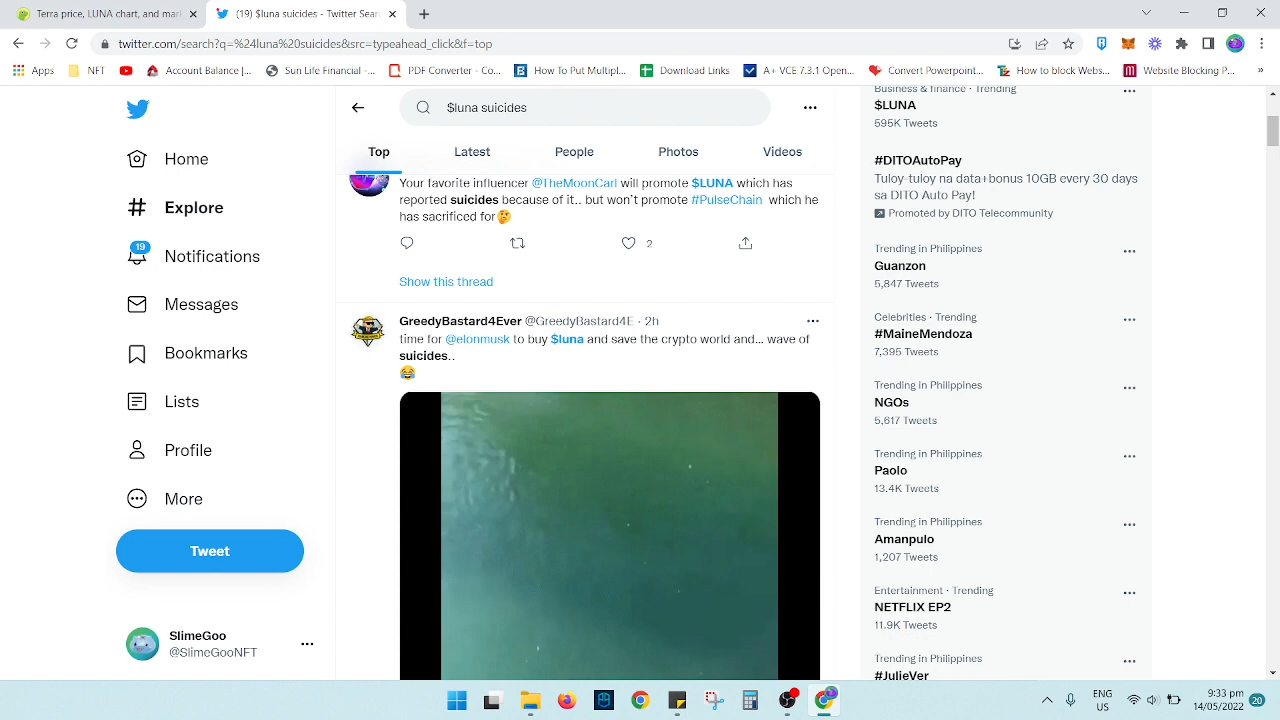 Terra price, LUNA chart, and mar
(19) $luna suicides - Twitter Sear
twitter.com/search?q=%24luna%20suicides&src=typeahead_click&f=top
Apps
NFT
Account Balance |...
Sun Life Financial -...
PDF Converter - Co...
How To Put Multipl...
Download Links
A+ VCE 7.3.1 Open...
Convert Powerpoint...
How to block Webs...
Website Blocking P...
»
$luna suicides
Top
Latest
People
Photos
Videos
Home
Explore
19
Notifications
Messages
Bookmarks
Lists
Profile
More
Tweet
SlimeGoo
@SlimeGooNFT
Your favorite influencer @TheMoonCarl will promote $LUNA which has
reported suicides because of it.. but won't promote #PulseChain which he
has sacrificed for🤔
2
Show this thread
GreedyBastard4Ever @GreedyBastard4E · 2h
time for @elonmusk to buy $luna and save the crypto world and... wave of
suicides..
😂
Business & finance · Trending
$LUNA
595K Tweets
#DITOAutoPay
Tuloy-tuloy na data+bonus 10GB every 30 days
sa DITO Auto Pay!
Promoted by DITO Telecommunity
Trending in Philippines
Guanzon
5,847 Tweets
Celebrities · Trending
#MaineMendoza
7,395 Tweets
Trending in Philippines
NGOs
5,617 Tweets
Trending in Philippines
Paolo
13.4K Tweets
Trending in Philippines
Amanpulo
1,207 Tweets
Entertainment · Trending
NETFLIX EP2
11.9K Tweets
Trending in Philippines
#JulieVer
ENG
US
9:33 pm
14/05/2022
20